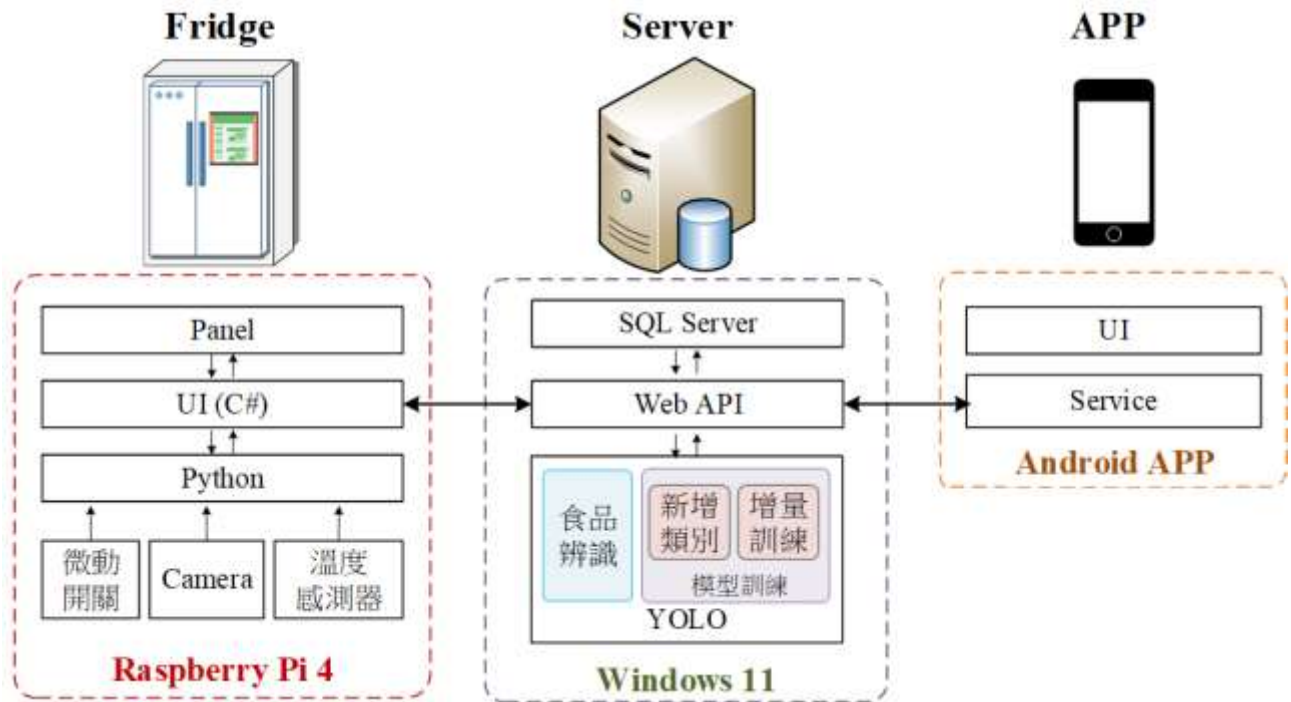 Fridge
Server
APP
Panel
UI (C#)
Python
微動
開關
Camera
溫度
感測器
Raspberry Pi 4
SQL Server
Web API
食品
辨識
新增
類別
增量
訓練
模型訓練
YOLO
Windows 11
UI
Service
Android APP